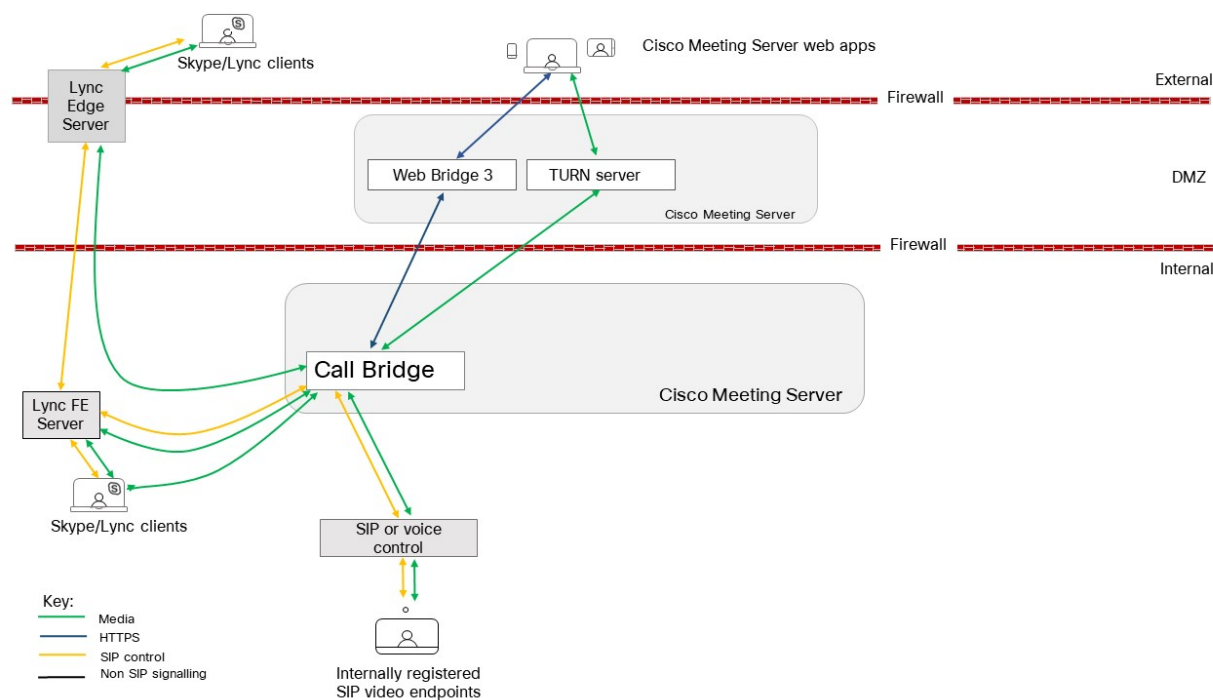 Skype/Lync clients
Cisco Meeting Server web apps
External
Lync
Edge
Server
Firewall
Web Bridge 3
TURN server
DMZ
Cisco Meeting Server
Firewall
Internal
Call Bridge
Cisco Meeting Server
Lync FE
Server
Skype/Lync clients
SIP or voice
control
Internally registered
SIP video endpoints
Key:
Media
HTTPS
SIP control
Non SIP signalling